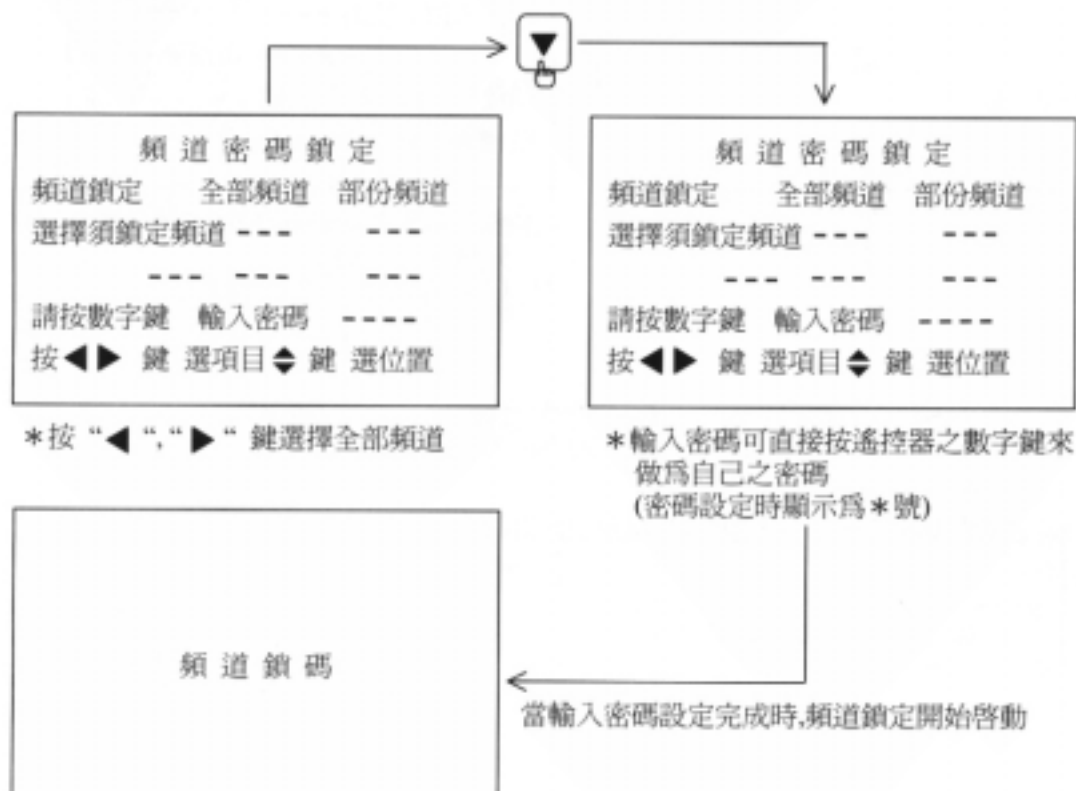 ▼
頻道密碼鎖定
頻道鎖定 全部頻道 部份頻道
選擇須鎖定頻道 --- ---
--- --- ---
請按數字鍵 輸入密碼 ----
按◀▶ 鍵 選項目◆ 鍵 選位置
*按 “◀ “,“▶ “ 鍵選擇全部頻道
頻道密碼鎖定
頻道鎖定 全部頻道 部份頻道
選擇須鎖定頻道 --- ---
--- --- ---
請按數字鍵 輸入密碼 ----
按◀▶ 鍵 選項目◆ 鍵 選位置
*輸入密碼可直接按遙控器之數字鍵來
做爲自己之密碼
(密碼設定時顯示爲*號)
頻道鎖碼
當輸入密碼設定完成時,頻道鎖定開始啓動